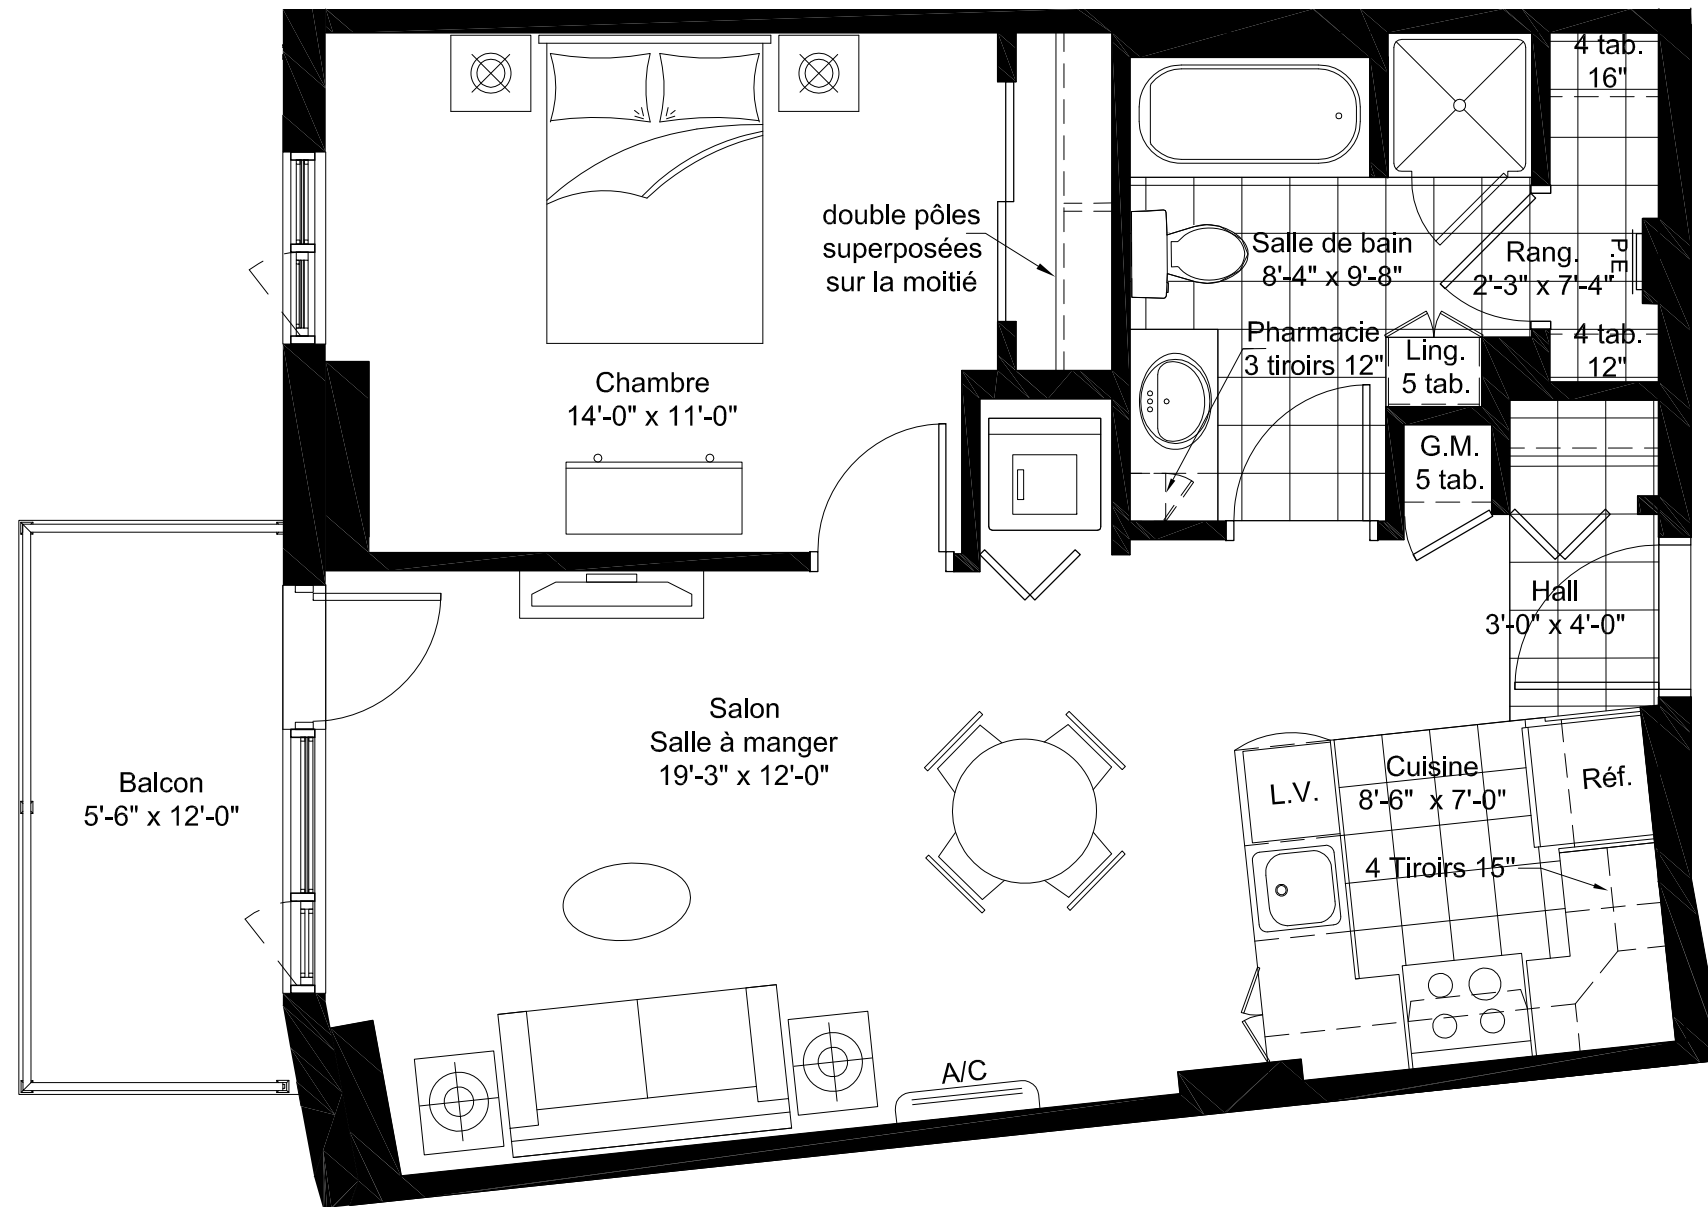 4 tab.
16"
double pôles
superposées
sur la moitié
Salle de bain
8'-4" x 9'-8"
Rang.
2'-3" x 7'-4"
P.E
Pharmacie
3 tiroirs 12"
Ling.
5 tab.
4 tab.
12"
Chambre
14'-0" x 11'-0"
G.M.
5 tab.
Hall
3'-0" x 4'-0"
Salon
Salle à manger
19'-3" x 12'-0"
Balcon
5'-6" x 12'-0"
L.V.
Cuisine
8'-6" x 7'-0"
Réf.
4 Tiroirs 15"
A/C